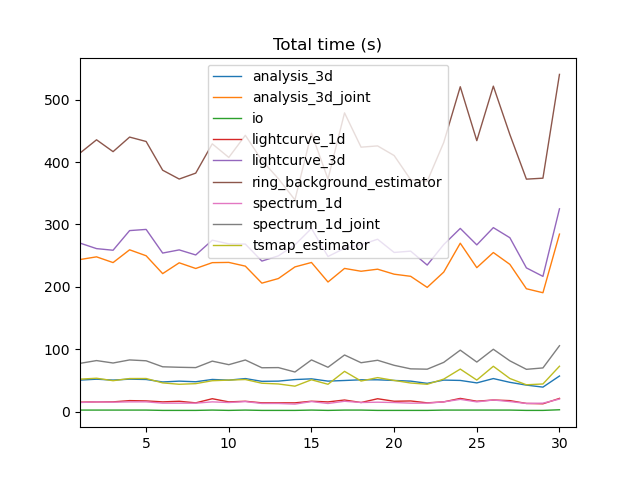 Total time (s)
500
400
300
200
100
0
analysis_3d
analysis_3d_joint
io
lightcurve_1d
lightcurve_3d
ring_background_estimator
spectrum_1d
spectrum_1d_joint
tsmap_estimator
5 10 15 20 25 30